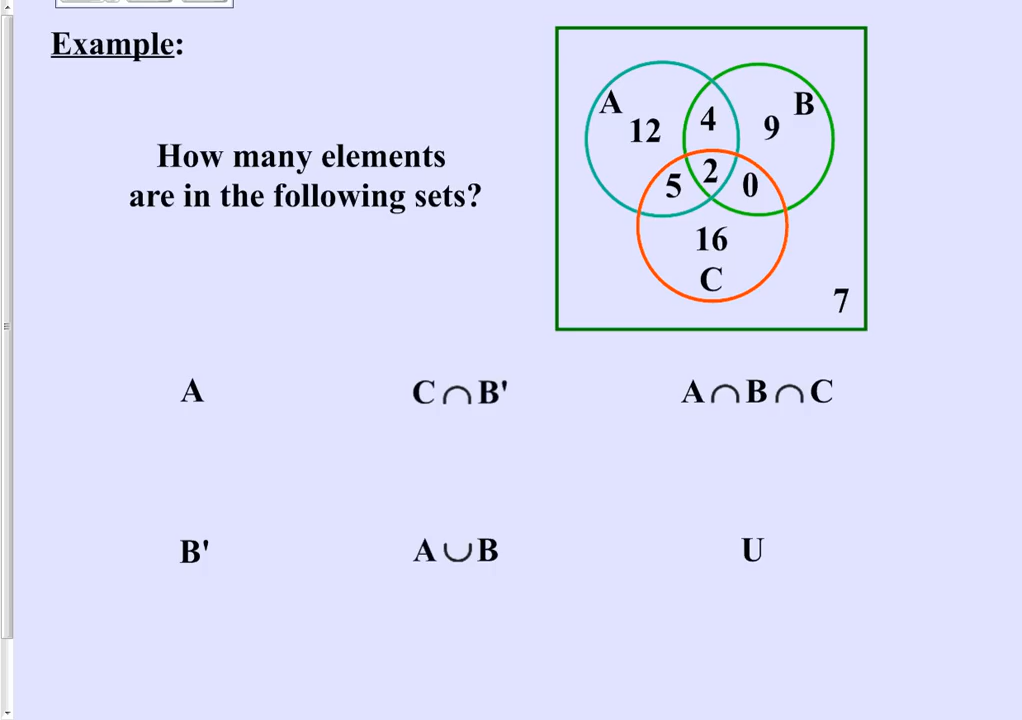 Example:
How many elements
are in the following sets?
A
B
12
4
9
5
2
0
16
C
7
A
C∩B'
A∩B∩C
B'
A∪B
U